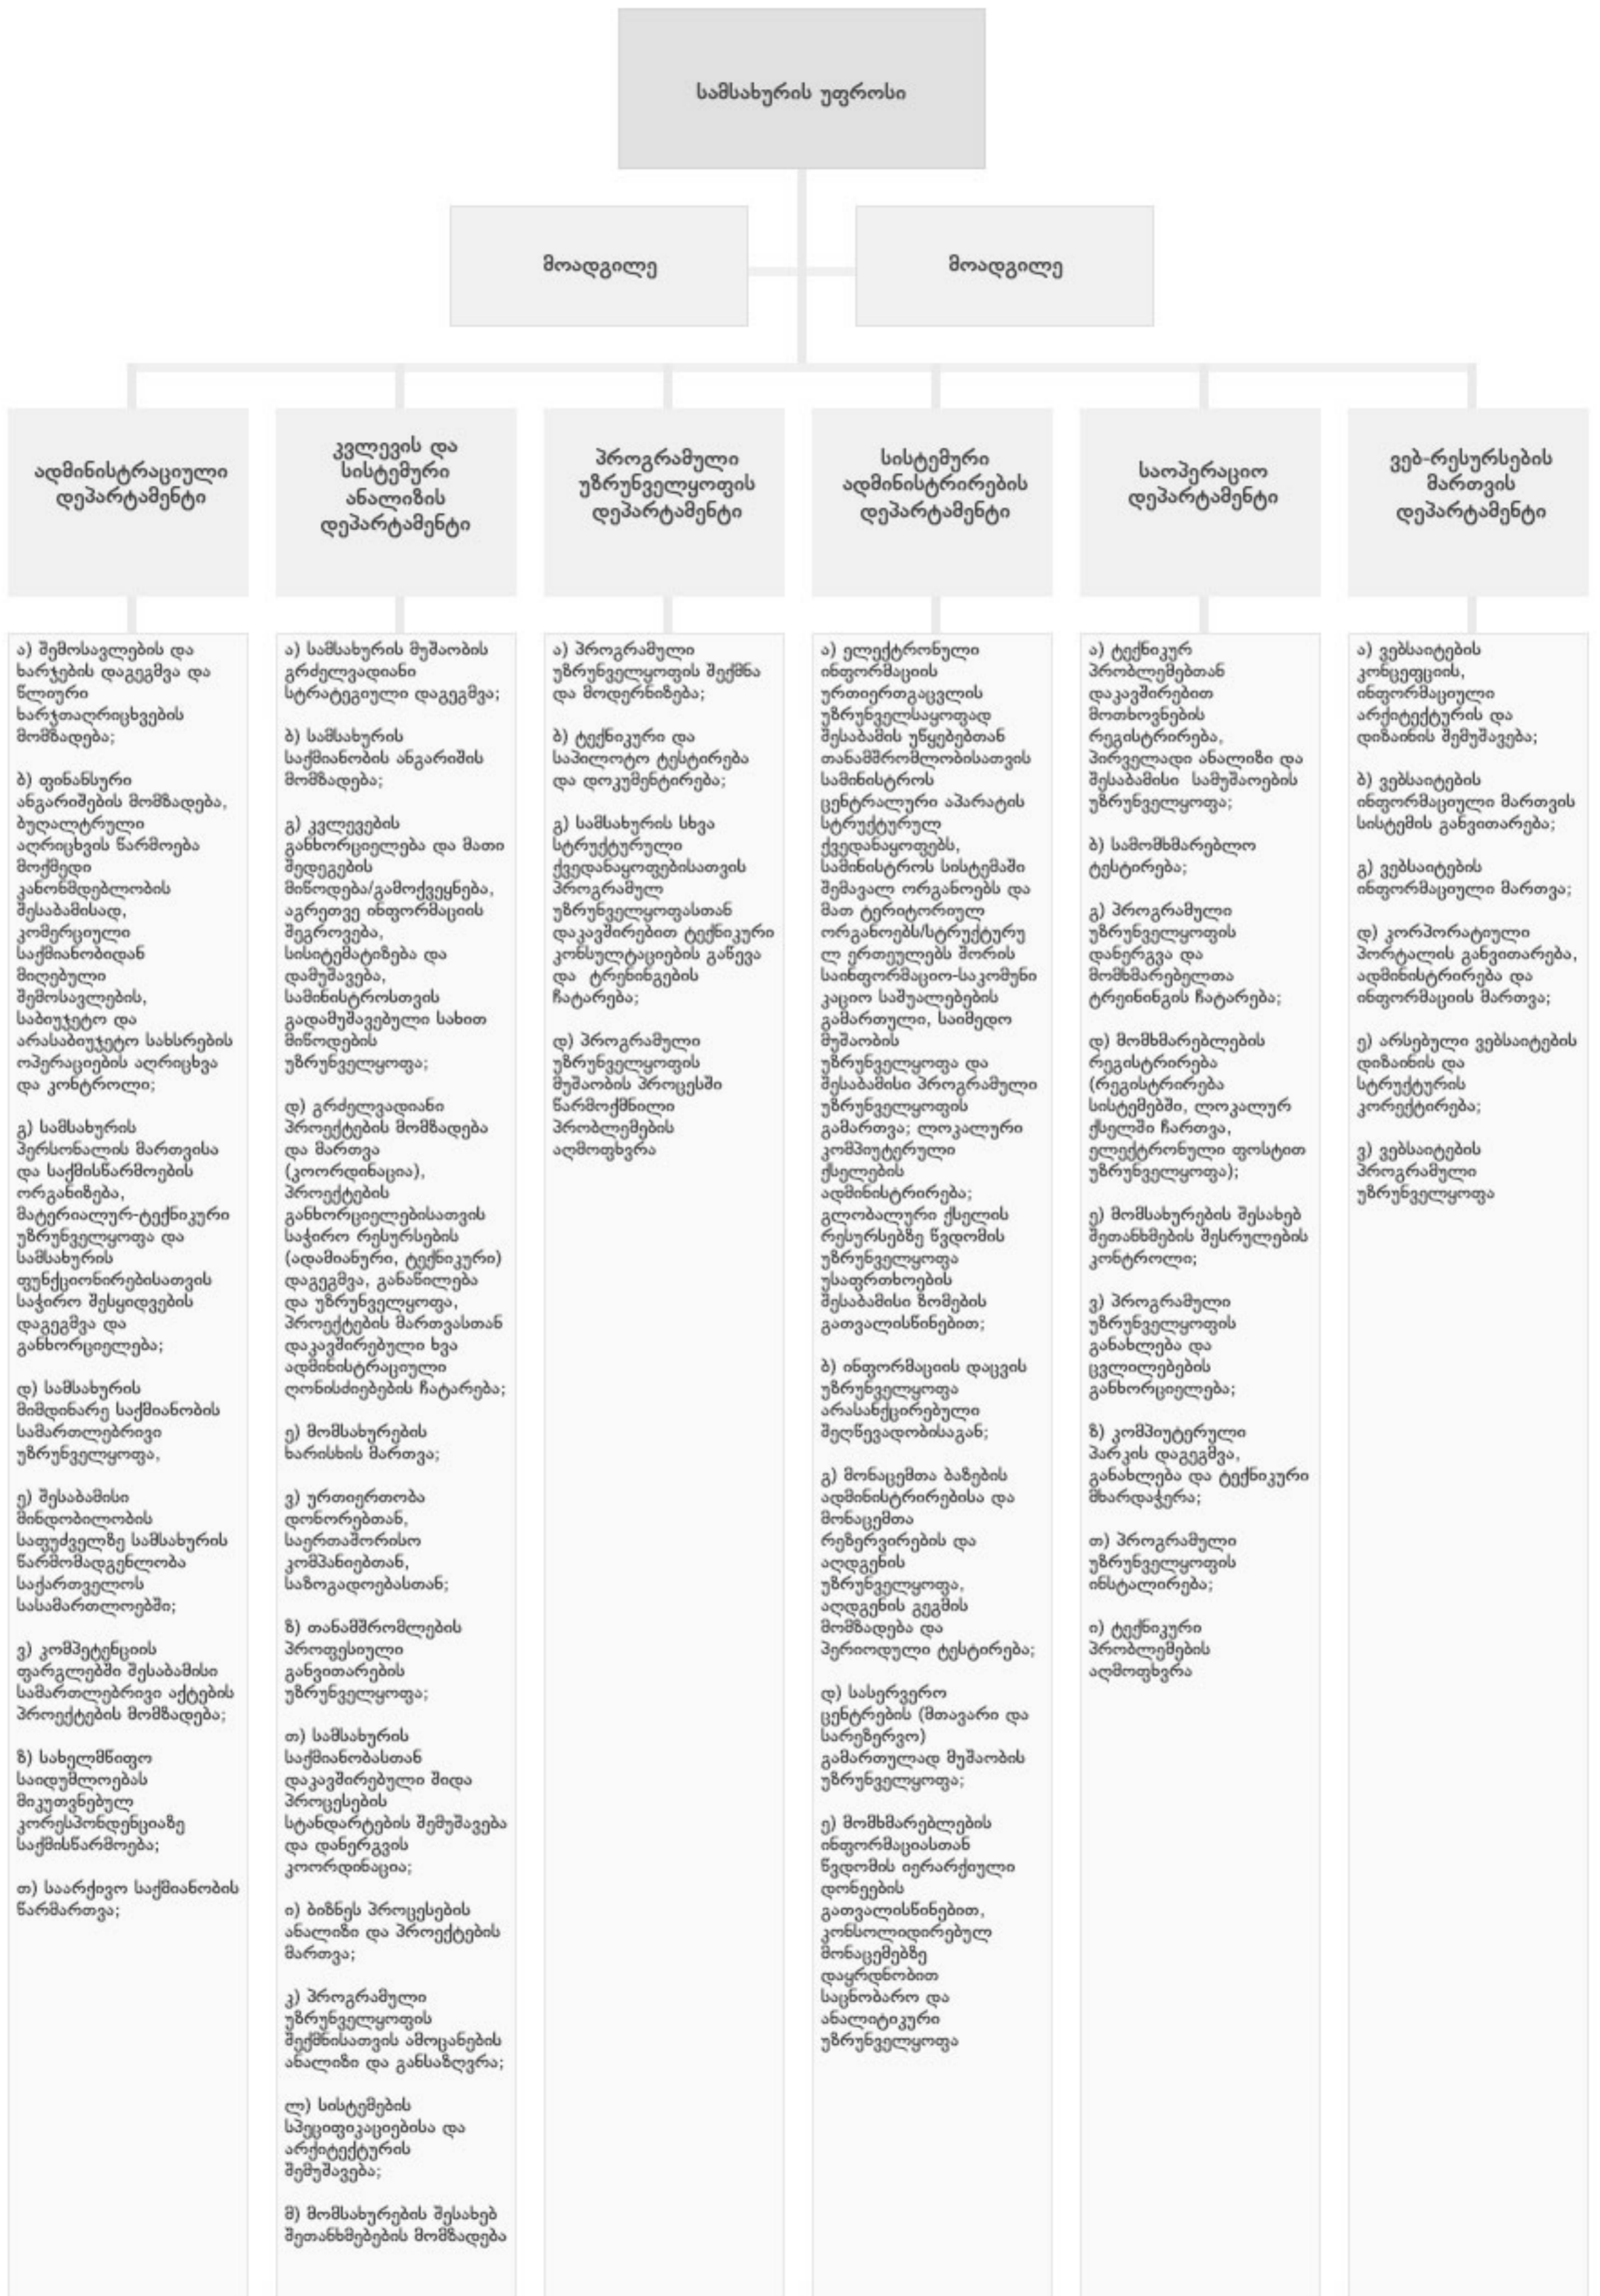 სამსახურის უფროსი
მოადგილე
მოადგილე
ადმინისტრაციული
დეპარტამენტი
კვლევის და
სისტემური
ანალიზის
დეპარტამენტი
პროგრამული
უზრუნველყოფის
დეპარტამენტი
სისტემური
ადმინისტრირების
დეპარტამენტი
საოპერაციო
დეპარტამენტი
ვებ-რესურსების
მართვის
დეპარტამენტი
ა) შემოსავლების და
ხარჯების დაგეგმვა და
წლიური
ხარჯთაღრიცხვების
მომზადება;
ბ) ფინანსური
ანგარიშების მომზადება,
ბუღალტრული
აღრიცხვის წარმოება
მოქმედი
კანონმდებლობის
შესაბამისად,
კომერციული
საქმიანობიდან
მიღებული
შემოსავლების,
საბიუჯეტო და
არასაბიუჯეტო სახსრების
ოპერაციების აღრიცხვა
და კონტროლი;
გ) სამსახურის
პერსონალის მართვისა
და საქმისწარმოების
ორგანიზება,
მატერიალურ-ტექნიკური
უზრუნველყოფა და
სამსახურის
ფუნქციონირებისათვის
საჭირო შესყიდვების
დაგეგმვა და
განხორციელება;
დ) სამსახურის
მიმდინარე საქმიანობის
სამართლებრივი
უზრუნველყოფა,
ე) შესაბამისი
მინდობილობის
საფუძველზე სამსახურის
წარმომადგენლობა
საქართველოს
სასამართლოებში;
ვ) კომპეტენციის
ფარგლებში შესაბამისი
სამართლებრივი აქტების
პროექტების მომზადება;
ზ) სახელმწიფო
საიდუმლოებას
მიკუთვნებულ
კორესპონდენციაზე
საქმისწარმოება;
თ) საარქივო საქმიანობის
წარმართვა;
ა) სამსახურის მუშაობის
გრძელვადიანი
სტრატეგიული დაგეგმვა;
ბ) სამსახურის
საქმიანობის ანგარიშის
მომზადება;
გ) კვლევების
განხორციელება და მათი
შედეგების
მიწოდება/გამოქვეყნება,
აგრეთვე ინფორმაციის
შეგროვება,
სისიტემატიზება და
დამუშავება,
სამინისტროსთვის
გადამუშავებული სახით
მიწოდების
უზრუნველყოფა;
დ) გრძელვადიანი
პროექტების მომზადება
და მართვა
(კოორდინაცია),
პროექტების
განხორციელებისათვის
საჭირო რესურსების
(ადამიანური, ტექნიკური)
დაგეგმვა, განაწილება
და უზრუნველყოფა,
პროექტების მართვასთან
დაკავშირებული ხვა
ადმინისტრაციული
ღონისძიებების ჩატარება;
ე) მომსახურების
ხარისხის მართვა;
ვ) ურთიერთობა
დონორებთან,
საერთაშორისო
კომპანიებთან,
საზოგადოებასთან;
ზ) თანამშრომლების
პროფესიული
განვითარების
უზრუნველყოფა;
თ) სამსახურის
საქმიანობასთან
დაკავშირებული შიდა
პროცესების
სტანდარტების შემუშავება
და დანერგვის
კოორდინაცია;
ი) ბიზნეს პროცესების
ანალიზი და პროექტების
მართვა;
კ) პროგრამული
უზრუნველყოფის
შექმნისათვის ამოცანების
ანალიზი და განსაზღვრა;
ლ) სისტემების
სპეციფიკაციებისა და
არქიტექტურის
შემუშავება;
მ) მომსახურების შესახებ
შეთანხმებების მომზადება
ა) პროგრამული
უზრუნველყოფის შექმნა
და მოდერნიზება;
ბ) ტექნიკური და
საპილოტო ტესტირება
და დოკუმენტირება;
გ) სამსახურის სხვა
სტრუქტურული
ქვედანაყოფებისათვის
პროგრამულ
უზრუნველყოფასთან
დაკავშირებით ტექნიკური
კონსულტაციების გაწევა
და  ტრენინგების
ჩატარება;
დ) პროგრამული
უზრუნველყოფის
მუშაობის პროცესში
წარმოქმნილი
პრობლემების
აღმოფხვრა
ა) ელექტრონული
ინფორმაციის
ურთიერთგაცვლის
უზრუნველსაყოფად
შესაბამის უწყებებთან
თანამშრომლობისათვის
სამინისტროს
ცენტრალური აპარატის
სტრუქტურულ
ქვედანაყოფებს,
სამინისტროს სისტემაში
შემავალ ორგანოებს და
მათ ტერიტორიულ
ორგანოებს/სტრუქტურუ
ლ ერთეულებს შორის
საინფორმაციო-საკომუნი
კაციო საშუალებების
გამართული, საიმედო
მუშაობის
უზრუნველყოფა და
შესაბამისი პროგრამული
უზრუნველყოფის
გამართვა; ლოკალური
კომპიუტერული
ქსელების
ადმინისტრირება;
გლობალური ქსელის
რესურსებზე წვდომის
უზრუნველყოფა
უსაფრთხოების
შესაბამისი ზომების
გათვალისწინებით;
ბ) ინფორმაციის დაცვის
უზრუნველყოფა
არასანქცირებული
შეღწევადობისაგან;
გ) მონაცემთა ბაზების
ადმინისტრირებისა და
მონაცემთა
რეზერვირების და
აღდგენის
უზრუნველყოფა,
აღდგენის გეგმის
მომზადება და
პერიოდული ტესტირება;
დ) სასერვერო
ცენტრების (მთავარი და
სარეზერვო)
გამართულად მუშაობის
უზრუნველყოფა;
ე) მომხმარებლების
ინფორმაციასთან
წვდომის იერარქიული
დონეების
გათვალისწინებით,
კონსოლიდირებულ
მონაცემებზე
დაყრდნობით
საცნობარო და
ანალიტიკური
უზრუნველყოფა
ა) ტექნიკურ
პრობლემებთან
დაკავშირებით
მოთხოვნების
რეგისტრირება,
პირველადი ანალიზი და
შესაბამისი  სამუშაოების
უზრუნველყოფა;
ბ) სამომხმარებლო
ტესტირება;
გ) პროგრამული
უზრუნველყოფის
დანერგვა და
მომხმარებელთა
ტრეინინგის ჩატარება;
დ) მომხმარებლების
რეგისტრირება
(რეგისტრირება
სისტემებში, ლოკალურ
ქსელში ჩართვა,
ელექტრონული ფოსტით
უზრუნველყოფა);
ე) მომსახურების შესახებ
შეთანხმების შესრულების
კონტროლი;
ვ) პროგრამული
უზრუნველყოფის
განახლება და
ცვლილებების
განხორციელება;
ზ) კომპიუტერული
პარკის დაგეგმვა,
განახლება და ტექნიკური
მხარდაჭერა;
თ) პროგრამული
უზრუნველყოფის
ინსტალირება;
ი) ტექნიკური
პრობლემების
აღმოფხვრა
ა) ვებსაიტების
კონცეფციის,
ინფორმაციული
არქიტექტურის და
დიზაინის შემუშავება;
ბ) ვებსაიტების
ინფორმაციული მართვის
სისტემის განვითარება;
გ) ვებსაიტების
ინფორმაციული მართვა;
დ) კორპორატიული
პორტალის განვითარება,
ადმინისტრირება და
ინფორმაციის მართვა;
ე) არსებული ვებსაიტების
დიზაინის და
სტრუქტურის
კორექტირება;
ვ) ვებსაიტების
პროგრამული
უზრუნველყოფა